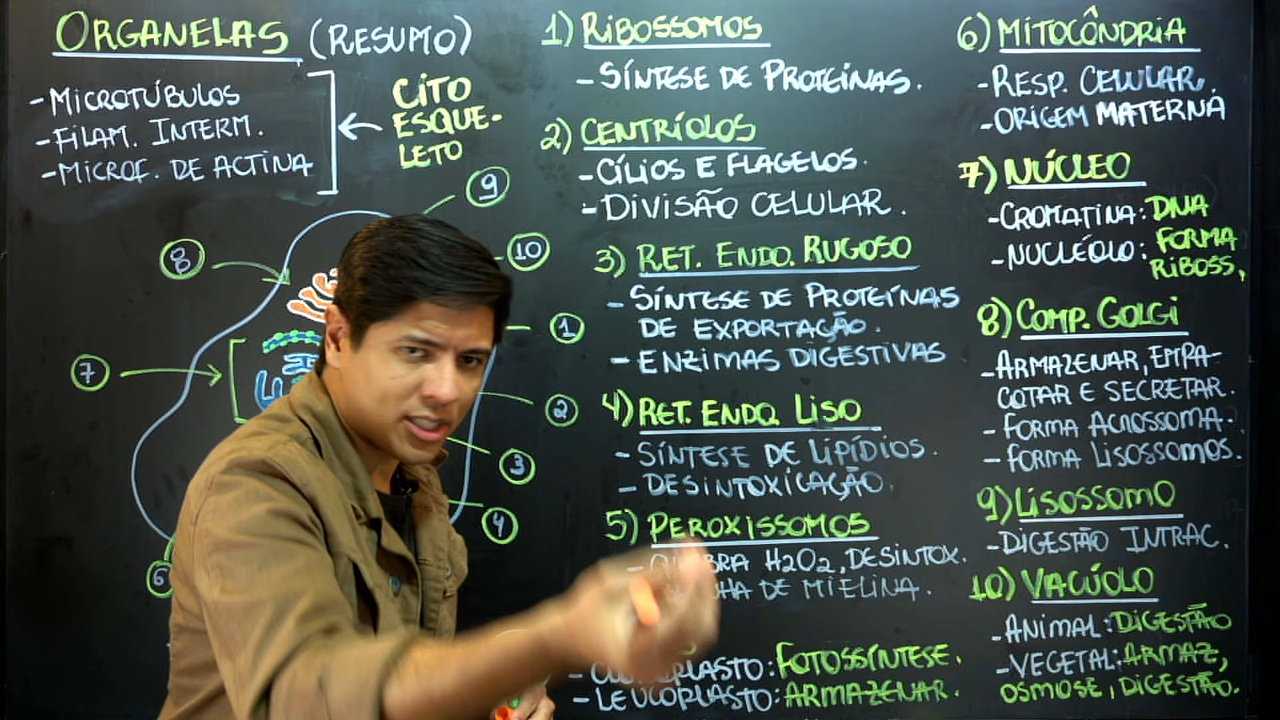 ORGANELAS (RESUMO)
- MICROTÚBULOS
- FILAM. INTERM.
- MICROF. DE ACTINA
CITO
ESQUE-
LETO
9
10
8
1
7
2
3
4
6
1) RIBOSSOMOS
- SÍNTESE DE PROTEÍNAS.
2) CENTRÍOLOS
- CÍLIOS E FLAGELOS.
- DIVISÃO CELULAR.
3) RET. ENDO. RUGOSO
- SÍNTESE DE PROTEÍNAS
DE EXPORTAÇÃO.
- ENZIMAS DIGESTIVAS
4) RET. ENDO. LISO
- SÍNTESE DE LIPÍDIOS.
- DESINTOXICAÇÃO.
5) PEROXISSOMOS
H2O2, DESINTOX.
DE MIELINA.
FOTOSSÍNTESE.
- LEUCOPLASTO: ARMAZENAR.
6) MITOCÔNDRIA
- RESP. CELULAR.
- ORIGEM MATERNA
7) NÚCLEO
- CROMATINA: DNA
- NUCLÉOLO: FORMA
RIBOSS,
8) COMP. GOLGI
- ARMAZENAR, EMPA-
COTAR E SECRETAR.
- FORMA ACROSSOMA.
- FORMA LISOSSOMOS.
9) LISOSSOMO
- DIGESTÃO INTRAC.
10) VACÚOLO
- ANIMAL: DIGESTÃO
- VEGETAL: ARMAZ,
OSMOSE, DIGESTÃO.